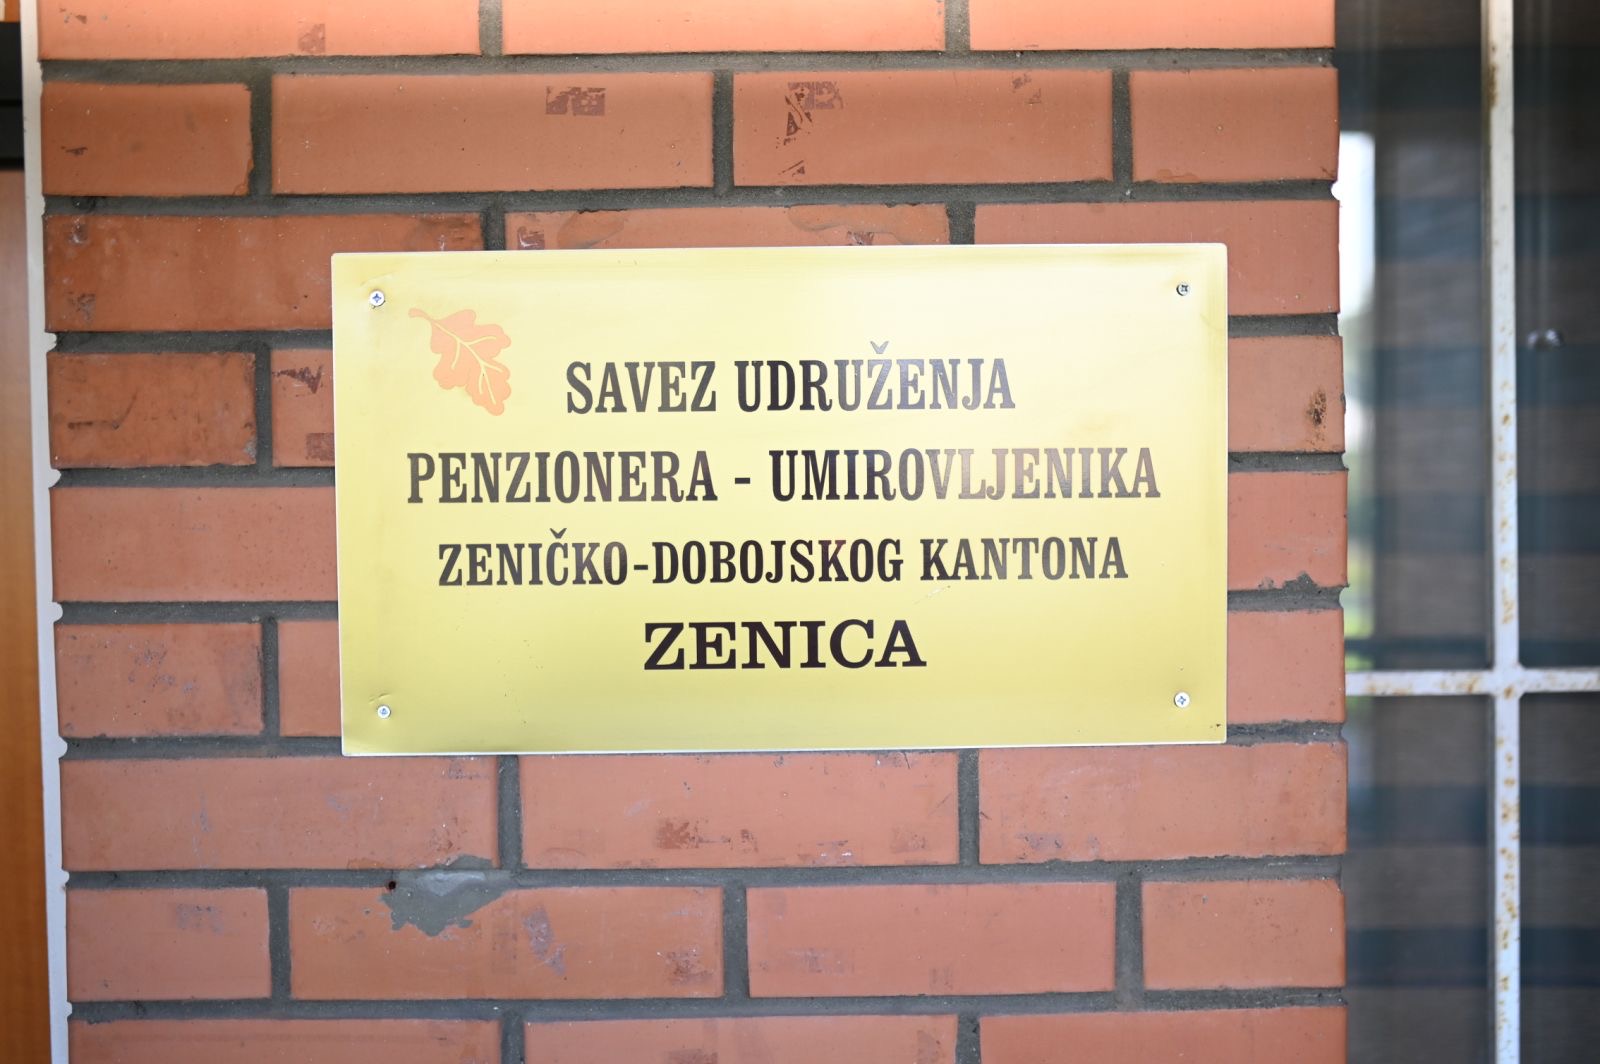 SAVEZ UDRUŽENJA
PENZIONERA - UMIROVLJENIKA
ZENIČKO-DOBOJSKOG KANTONA
ZENICA